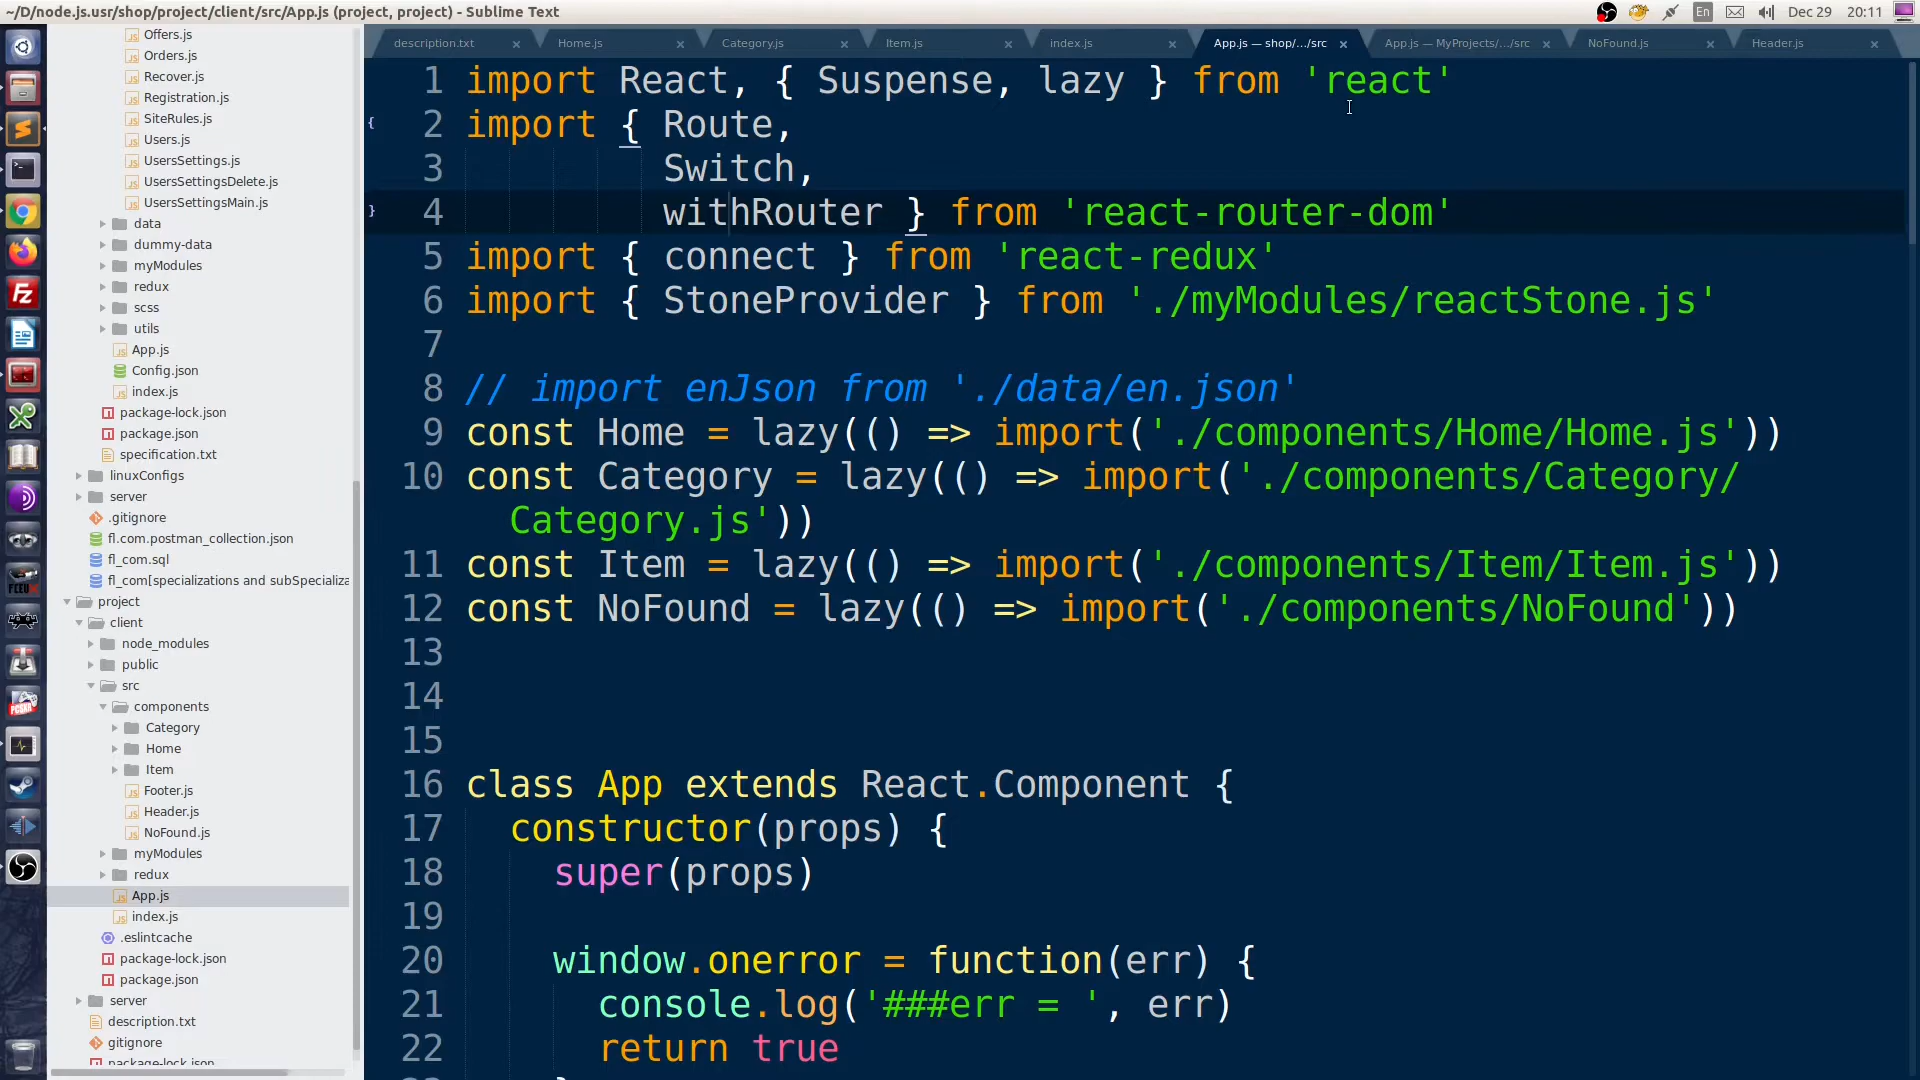 ~/D/node.js.usr/shop/project/client/src/App.js (project, project) - Sublime Text
En
Dec 29
20:11
Offers.js
Orders.js
Recover.js
Registration.js
SiteRules.js
Users.js
UsersSettings.js
UsersSettingsDelete.js
UsersSettingsMain.js
data
dummy-data
myModules
redux
scss
utils
App.js
Config.json
index.js
package-lock.json
package.json
specification.txt
linuxConfigs
server
.gitignore
fl.com.postman_collection.json
fl_com.sql
fl_com[specializations and subSpecializa
project
client
node_modules
public
src
components
Category
Home
Item
Footer.js
Header.js
NoFound.js
myModules
redux
App.js
index.js
.eslintcache
package-lock.json
package.json
server
description.txt
gitignore
package-lock.json
description.txt
Home.js
Category.js
Item.js
index.js
App.js — shop/.../src
App.js — MyProjects/.../src
NoFound.js
Header.js
1 import React, { Suspense, lazy } from 'react'
2 import { Route,
3 Switch,
4 withRouter } from 'react-router-dom'
5 import { connect } from 'react-redux'
6 import { StoneProvider } from './myModules/reactStone.js'
7
8 // import enJson from './data/en.json'
9 const Home = lazy(() => import('./components/Home/Home.js'))
10 const Category = lazy(() => import('./components/Category/
Category.js'))
11 const Item = lazy(() => import('./components/Item/Item.js'))
12 const NoFound = lazy(() => import('./components/NoFound'))
13
14
15
16 class App extends React.Component {
17 constructor(props) {
18 super(props)
19
20 window.onerror = function(err) {
21 console.log('###err = ', err)
22 return true